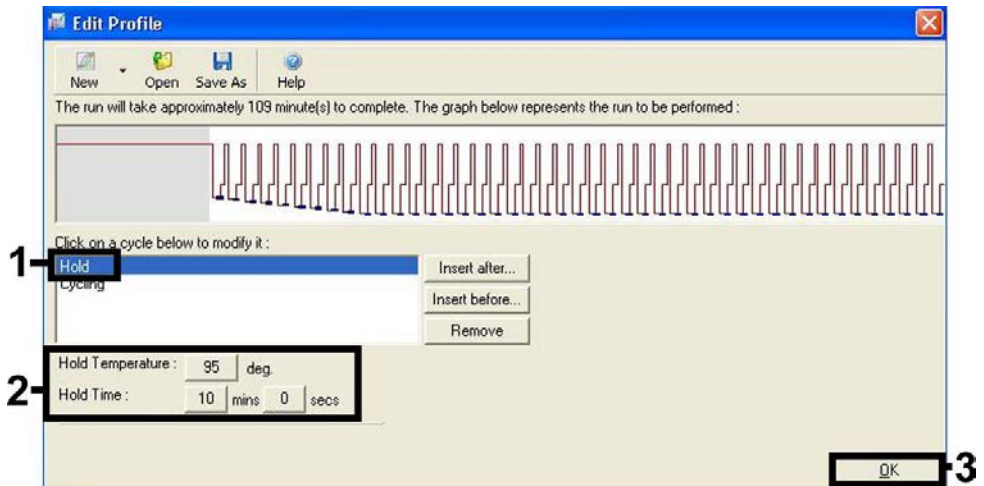 Edit Profile
New Open Save As Help
The run will take approximately 109 minute(s) to complete. The graph below represents the run to be performed :
Click on a cycle below to modify it :
1
Hold
Insert after...
Cycling
Insert before...
Remove
2
Hold Temperature : 95 deg.
Hold Time : 10 mins 0 secs
OK
3